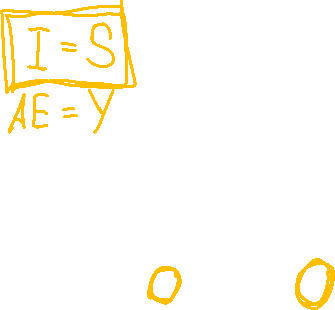 I = S
AE = Y
O O